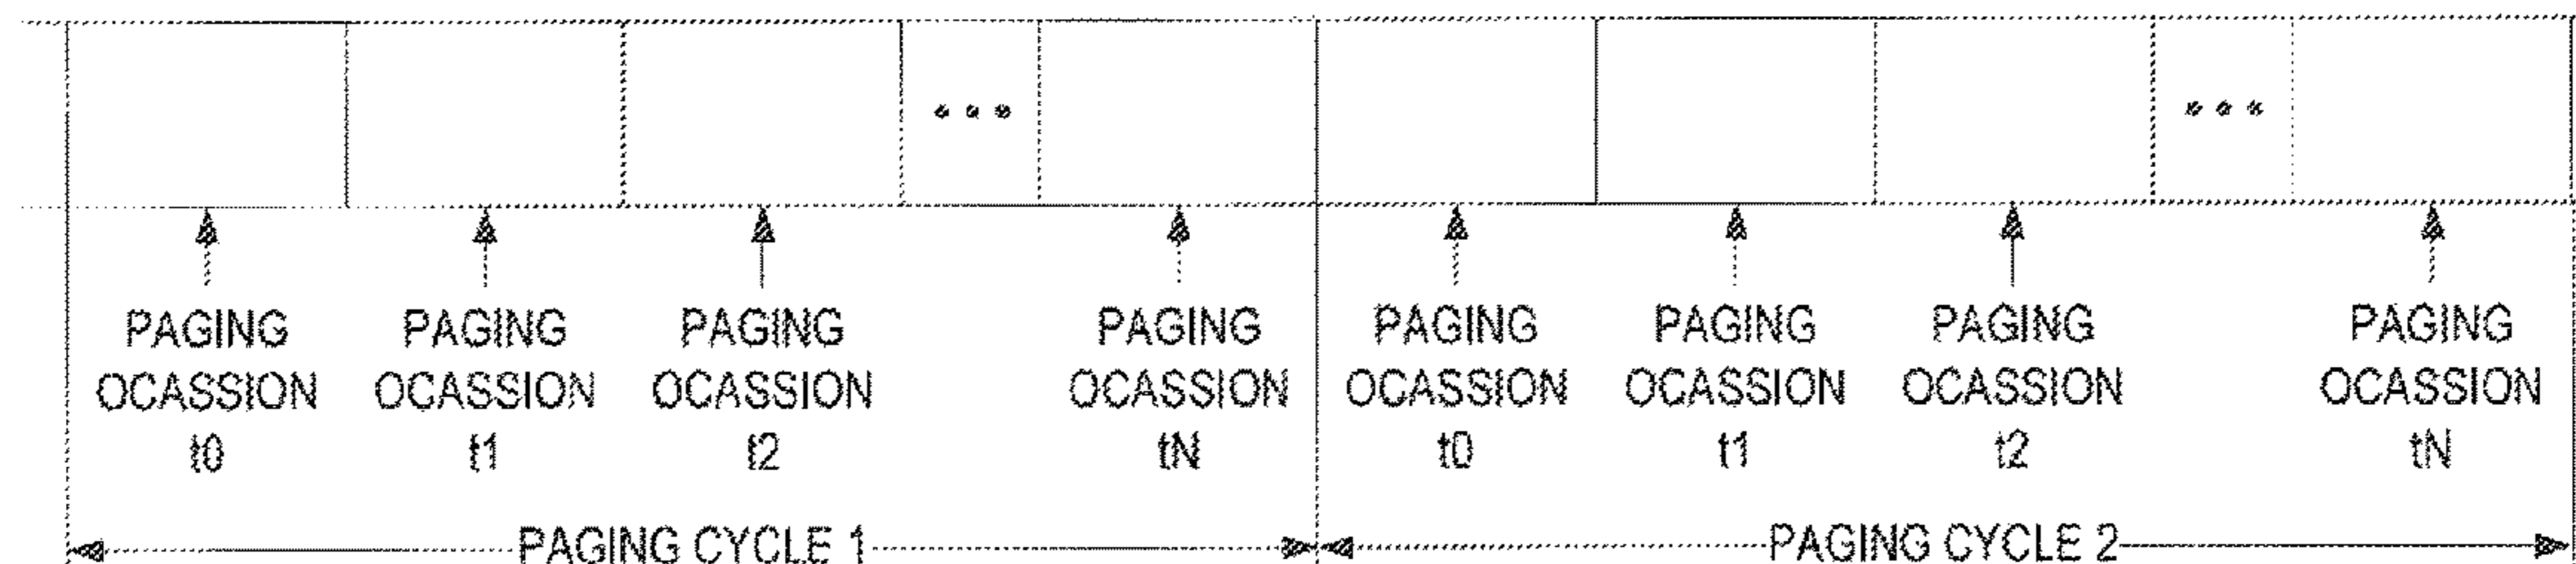 ••• •••
PAGING PAGING PAGING PAGING PAGING PAGING PAGING PAGING
OCASSION OCASSION OCASSION OCASSION OCASSION OCASSION OCASSION OCASSION
t0 t1 t2 tN t0 t1 t2 tN
PAGING CYCLE 1 PAGING CYCLE 2